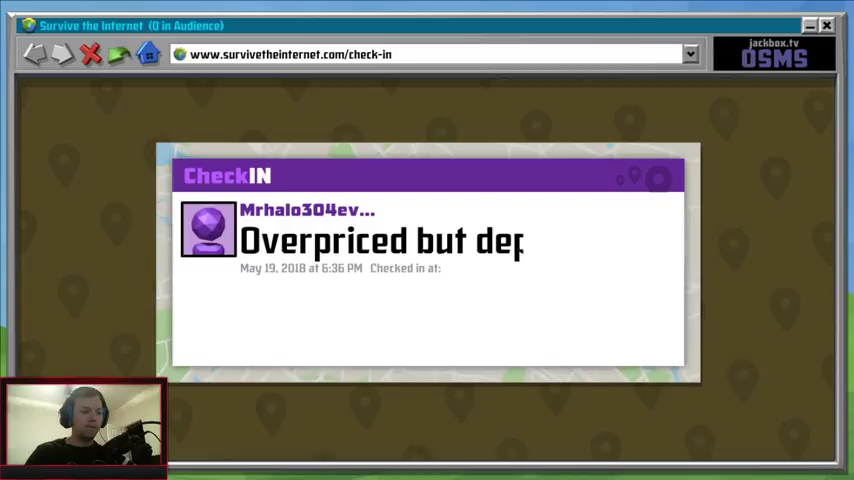 Survive the Internet (0 in Audience)
www.survivetheinternet.com/check-in
jackbox.tv
OSMS
CheckIN
Mrhalo304ev...
Overpriced but dep
May 19, 2018 at 6:36 PM Checked in at: